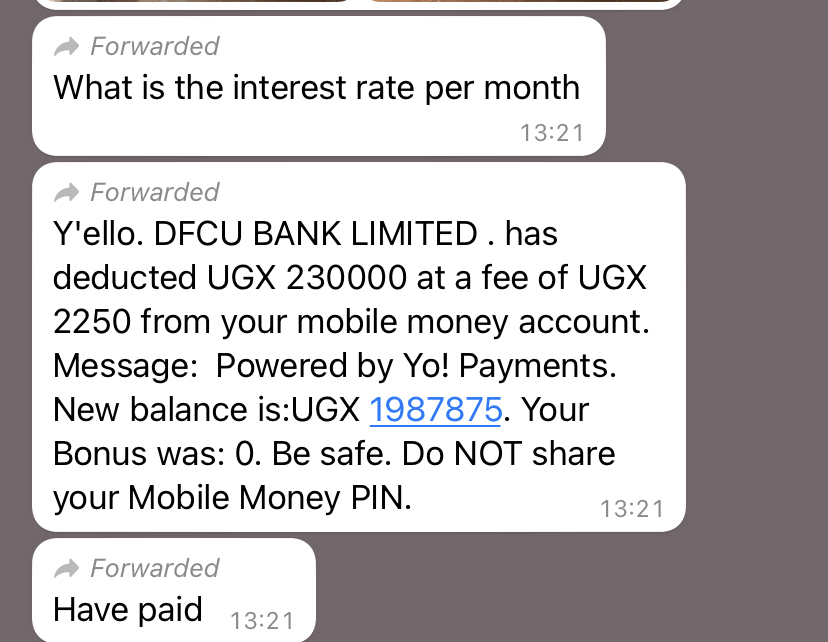 Forwarded
What is the interest rate per month
13:21
Forwarded
Y'ello. DFCU BANK LIMITED . has
deducted UGX 230000 at a fee of UGX
2250 from your mobile money account.
Message:  Powered by Yo! Payments.
New balance is:UGX 1987875. Your
Bonus was: 0. Be safe. Do NOT share
your Mobile Money PIN.
13:21
Forwarded
Have paid
13:21